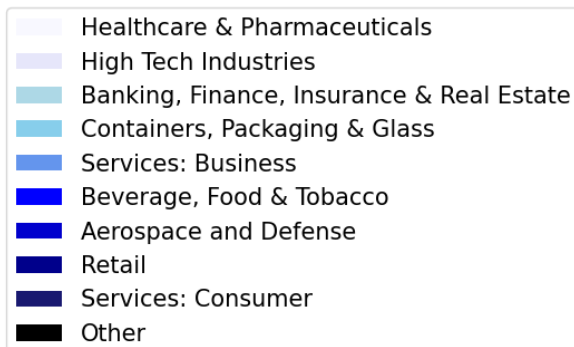 Healthcare & Pharmaceuticals
High Tech Industries
Banking, Finance, Insurance & Real Estate
Containers, Packaging & Glass
Services: Business
Beverage, Food & Tobacco
Aerospace and Defense
Retail
Services: Consumer
Other